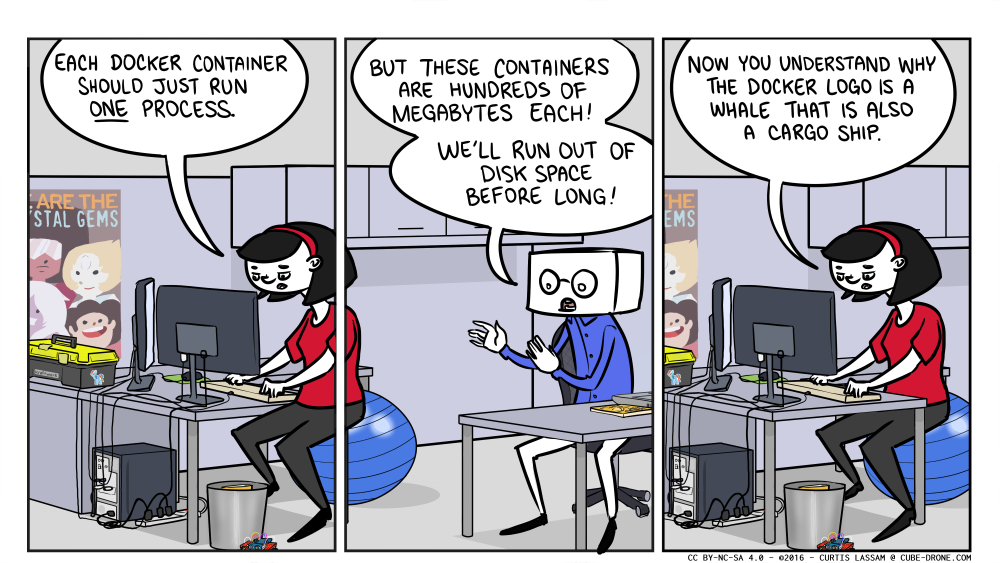 EACH DOCKER CONTAINER
SHOULD JUST RUN
ONE PROCESS.
ARE THE
STAL GEMS
BUT THESE CONTAINERS
ARE HUNDREDS OF
MEGABYTES EACH!
WE'LL RUN OUT OF
DISK SPACE
BEFORE LONG!
NOW YOU UNDERSTAND WHY
THE DOCKER LOGO IS A
WHALE THAT IS ALSO
A CARGO SHIP.
HE
EMS
CC BY-NC-SA 4.0 - ©2016 - CURTIS LASSAM @ CUBE-DRONE.COM